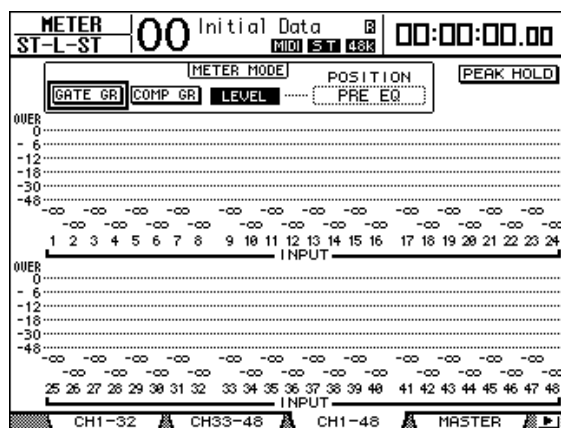 METER
ST-L-ST
00 Initial Data R
MIDI ST 48K
00:00:00.00
METER MODE
POSITION
PEAK HOLD
GATE GR COMP GR LEVEL PRE EQ
OVER
0
- 6
-12
-18
-30
-48
-∞ -∞ -∞ -∞ -∞ -∞ -∞ -∞ -∞ -∞ -∞ -∞
-∞ -∞ -∞ -∞ -∞ -∞ -∞ -∞ -∞ -∞ -∞ -∞
1 2 3 4 5 6 7 8 9 10 11 12 13 14 15 16 17 18 19 20 21 22 23 24
INPUT
OVER
0
- 6
-12
-18
-30
-48
-∞ -∞ -∞ -∞ -∞ -∞ -∞ -∞ -∞ -∞ -∞ -∞
-∞ -∞ -∞ -∞ -∞ -∞ -∞ -∞ -∞ -∞ -∞ -∞
25 26 27 28 29 30 31 32 33 34 35 36 37 38 39 40 41 42 43 44 45 46 47 48
INPUT
CH1-32 CH33-48 CH1-48 MASTER